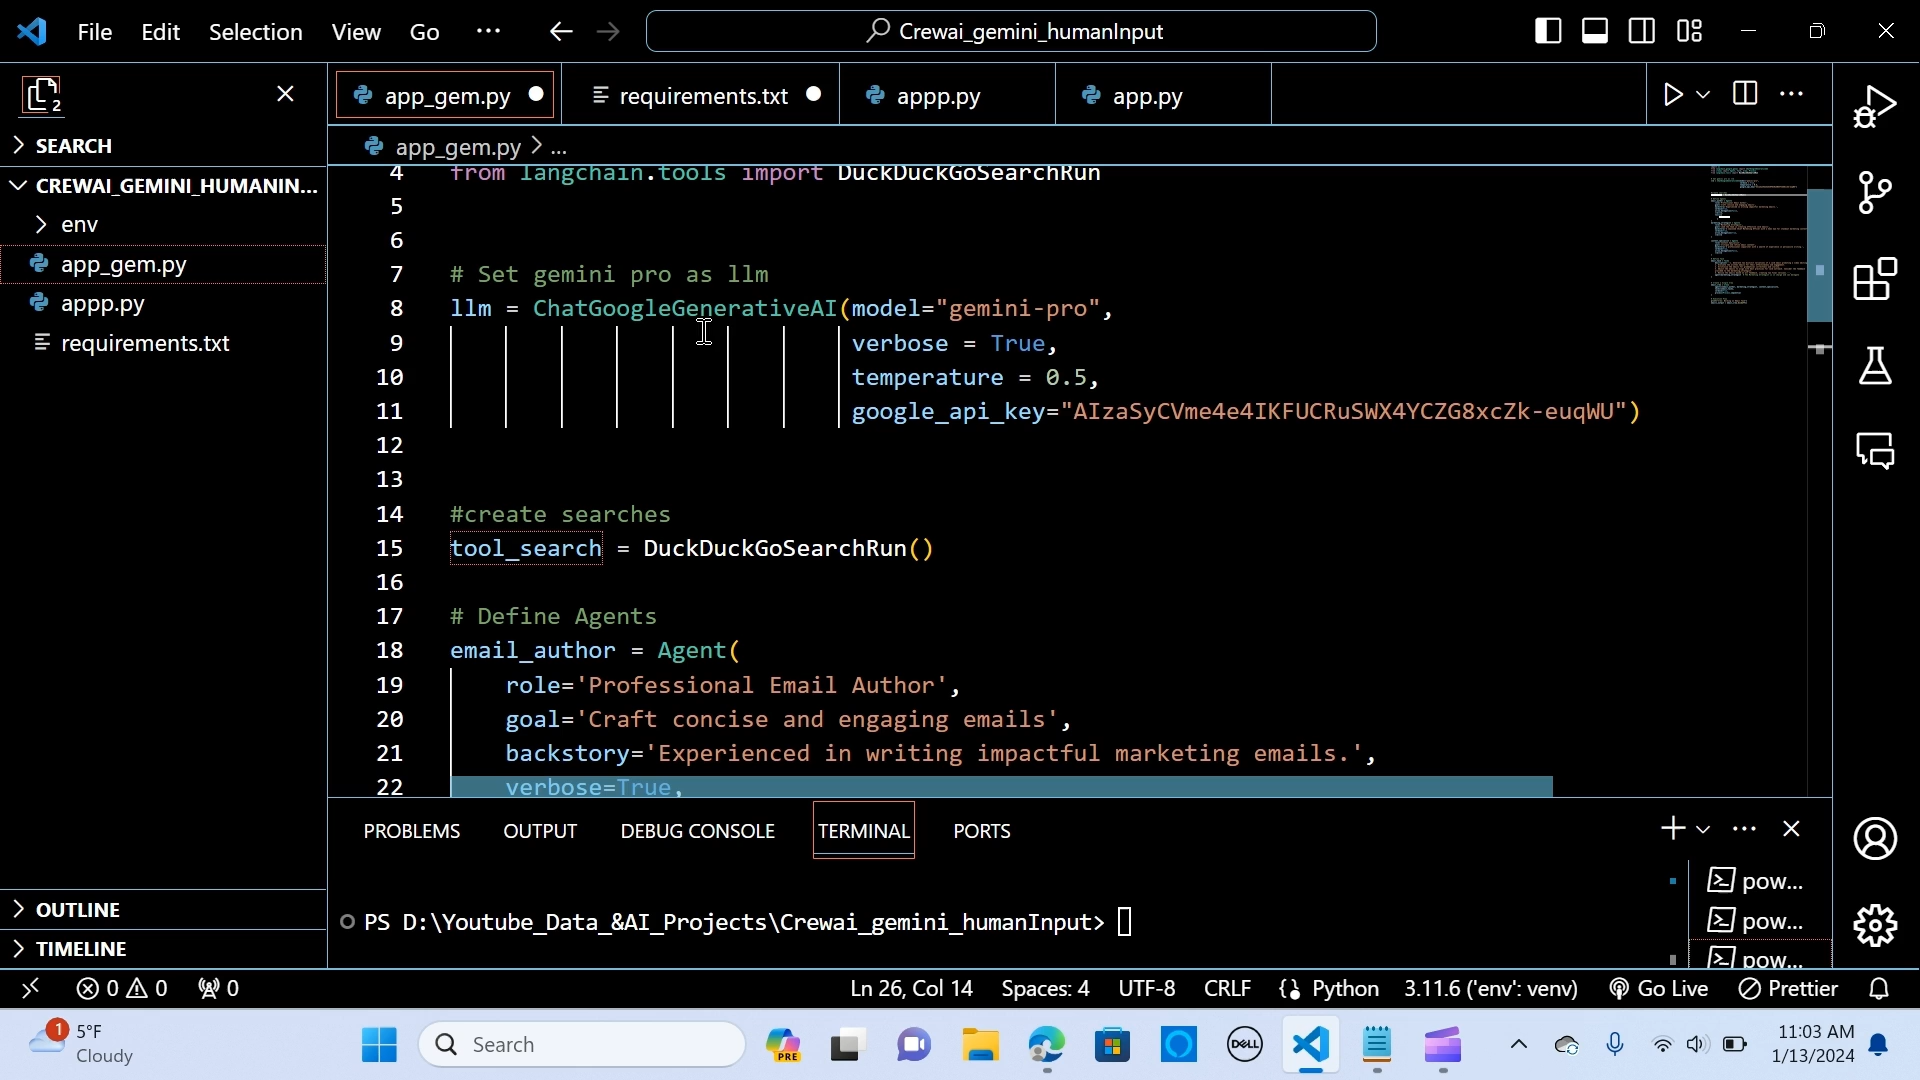 File Edit Selection View Go ··· Crewai_gemini_humanInput
2
app_gem.py requirements.txt appp.py app.py
SEARCH
app_gem.py > ...
CREWAI_GEMINI_HUMANIN...
env
app_gem.py
appp.py
requirements.txt
4 from langchain.tools import DuckDuckGoSearchRun
5
6
7 # Set gemini pro as llm
8 llm = ChatGoogleGenerativeAI(model="gemini-pro",
9 verbose = True,
10 temperature = 0.5,
11 google_api_key="AIzaSyCVme4e4IKFUCRuSWX4YCZG8xcZk-euqWU")
12
13
14 #create searches
15 tool_search = DuckDuckGoSearchRun()
16
17 # Define Agents
18 email_author = Agent(
19 role='Professional Email Author',
20 goal='Craft concise and engaging emails',
21 backstory='Experienced in writing impactful marketing emails.',
22 verbose=True,
PROBLEMS OUTPUT DEBUG CONSOLE TERMINAL PORTS
PS D:\Youtube_Data_&AI_Projects\Crewai_gemini_humanInput>
pow...
pow...
pow...
OUTLINE
TIMELINE
0 0 0 Ln 26, Col 14 Spaces: 4 UTF-8 CRLF Python 3.11.6 ('env': venv) Go Live Prettier
1 5°F
Cloudy
Search
PRE
DELL
11:03 AM
1/13/2024